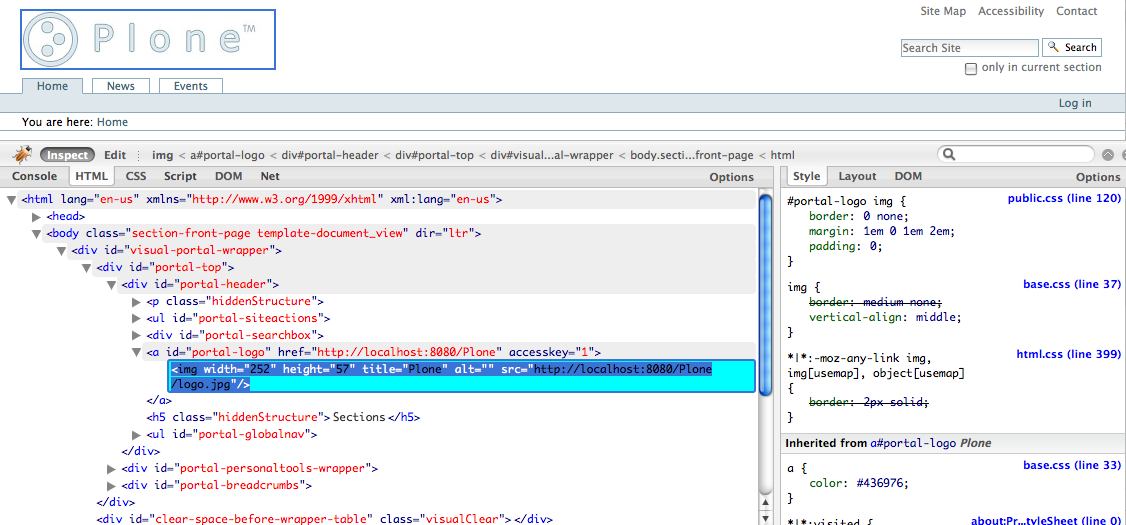 Site Map Accessibility Contact
Plone™
Search Site Search
only in current section
Home News Events
Log in
You are here: Home
Inspect Edit img < a#portal-logo < div#portal-header < div#portal-top < div#visual...al-wrapper < body.secti...front-page < html
Console HTML CSS Script DOM Net Options
<html lang="en-us" xmlns="http://www.w3.org/1999/xhtml" xml:lang="en-us">
<head>
<body class="section-front-page template-document_view" dir="ltr">
<div id="visual-portal-wrapper">
<div id="portal-top">
<div id="portal-header">
<p class="hiddenStructure">
<ul id="portal-siteactions">
<div id="portal-searchbox">
<a id="portal-logo" href="http://localhost:8080/Plone" accesskey="1">
<img width="252" height="57" title="Plone" alt="" src="http://localhost:8080/Plone
/logo.jpg"/>
</a>
<h5 class="hiddenStructure">Sections</h5>
<ul id="portal-globalnav">
</div>
<div id="portal-personaltools-wrapper">
<div id="portal-breadcrumbs">
</div>
<div id="clear-space-before-wrapper-table" class="visualClear"></div>
Style Layout DOM Options
#portal-logo img { public.css (line 120)
border: 0 none;
margin: 1em 0 1em 2em;
padding: 0;
}
img { base.css (line 37)
border: medium none;
vertical-align: middle;
}
*|*:-moz-any-link img, html.css (line 399)
img[usemap], object[usemap]
{
border: 2px solid;
}
Inherited from a#portal-logo Plone
a { base.css (line 33)
color: #436976;
}
*|*:visited { about:Pr...tyleSheet (line 0)